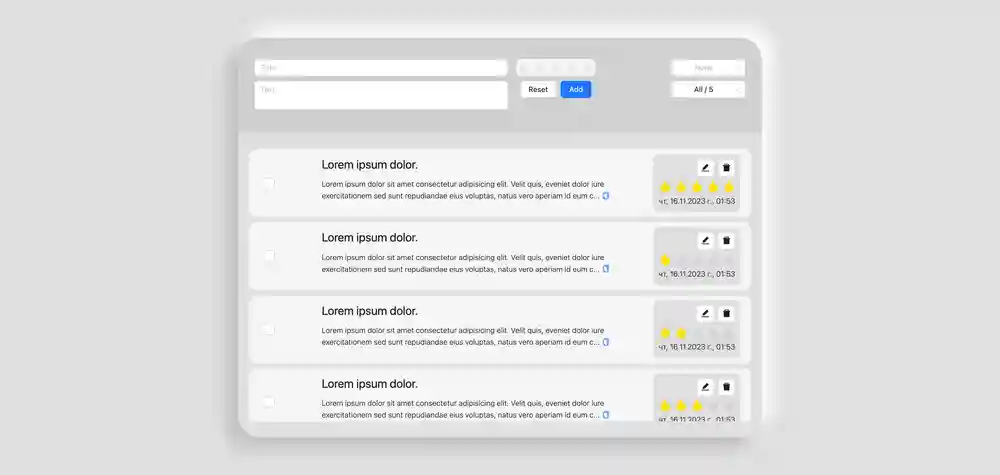 Title
None
Text
Reset
Add
All / 5
Lorem ipsum dolor.
Lorem ipsum dolor sit amet consectetur adipisicing elit. Velit quis, eveniet dolor iure
exercitationem sed sunt repudiandae eius voluptas, natus vero aperiam id eum c...
чт, 16.11.2023 г., 01:53
Lorem ipsum dolor.
Lorem ipsum dolor sit amet consectetur adipisicing elit. Velit quis, eveniet dolor iure
exercitationem sed sunt repudiandae eius voluptas, natus vero aperiam id eum c...
чт, 16.11.2023 г., 01:53
Lorem ipsum dolor.
Lorem ipsum dolor sit amet consectetur adipisicing elit. Velit quis, eveniet dolor iure
exercitationem sed sunt repudiandae eius voluptas, natus vero aperiam id eum c...
чт, 16.11.2023 г., 01:53
Lorem ipsum dolor.
Lorem ipsum dolor sit amet consectetur adipisicing elit. Velit quis, eveniet dolor iure
exercitationem sed sunt repudiandae eius voluptas, natus vero aperiam id eum c...
чт, 16.11.2023 г., 01:53